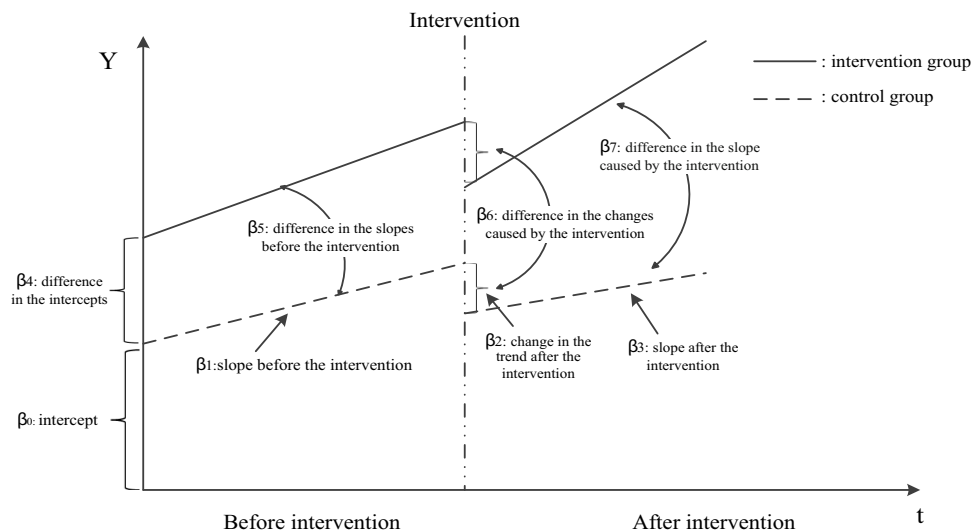 Intervention
Y
: intervention group
: control group
β7: difference in the slope
caused by the intervention
β5: difference in the slopes
before the intervention
β6: difference in the changes
caused by the intervention
β4: difference
in the intercepts
β1:slope before the intervention
β2: change in the
trend after the
intervention
β3: slope after the
intervention
β0: intercept
t
Before intervention
After intervention